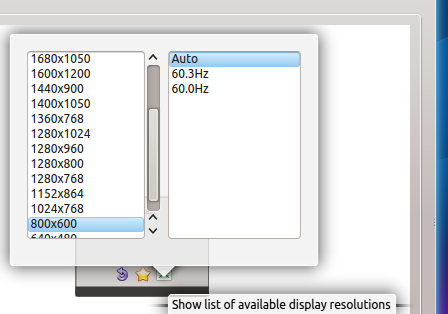 1680x1050
1600x1200
1440x900
1400x1050
1360x768
1280x1024
1280x960
1280x800
1280x768
1152x864
1024x768
800x600
640x480
Auto
60.3Hz
60.0Hz
Show list of available display resolutions